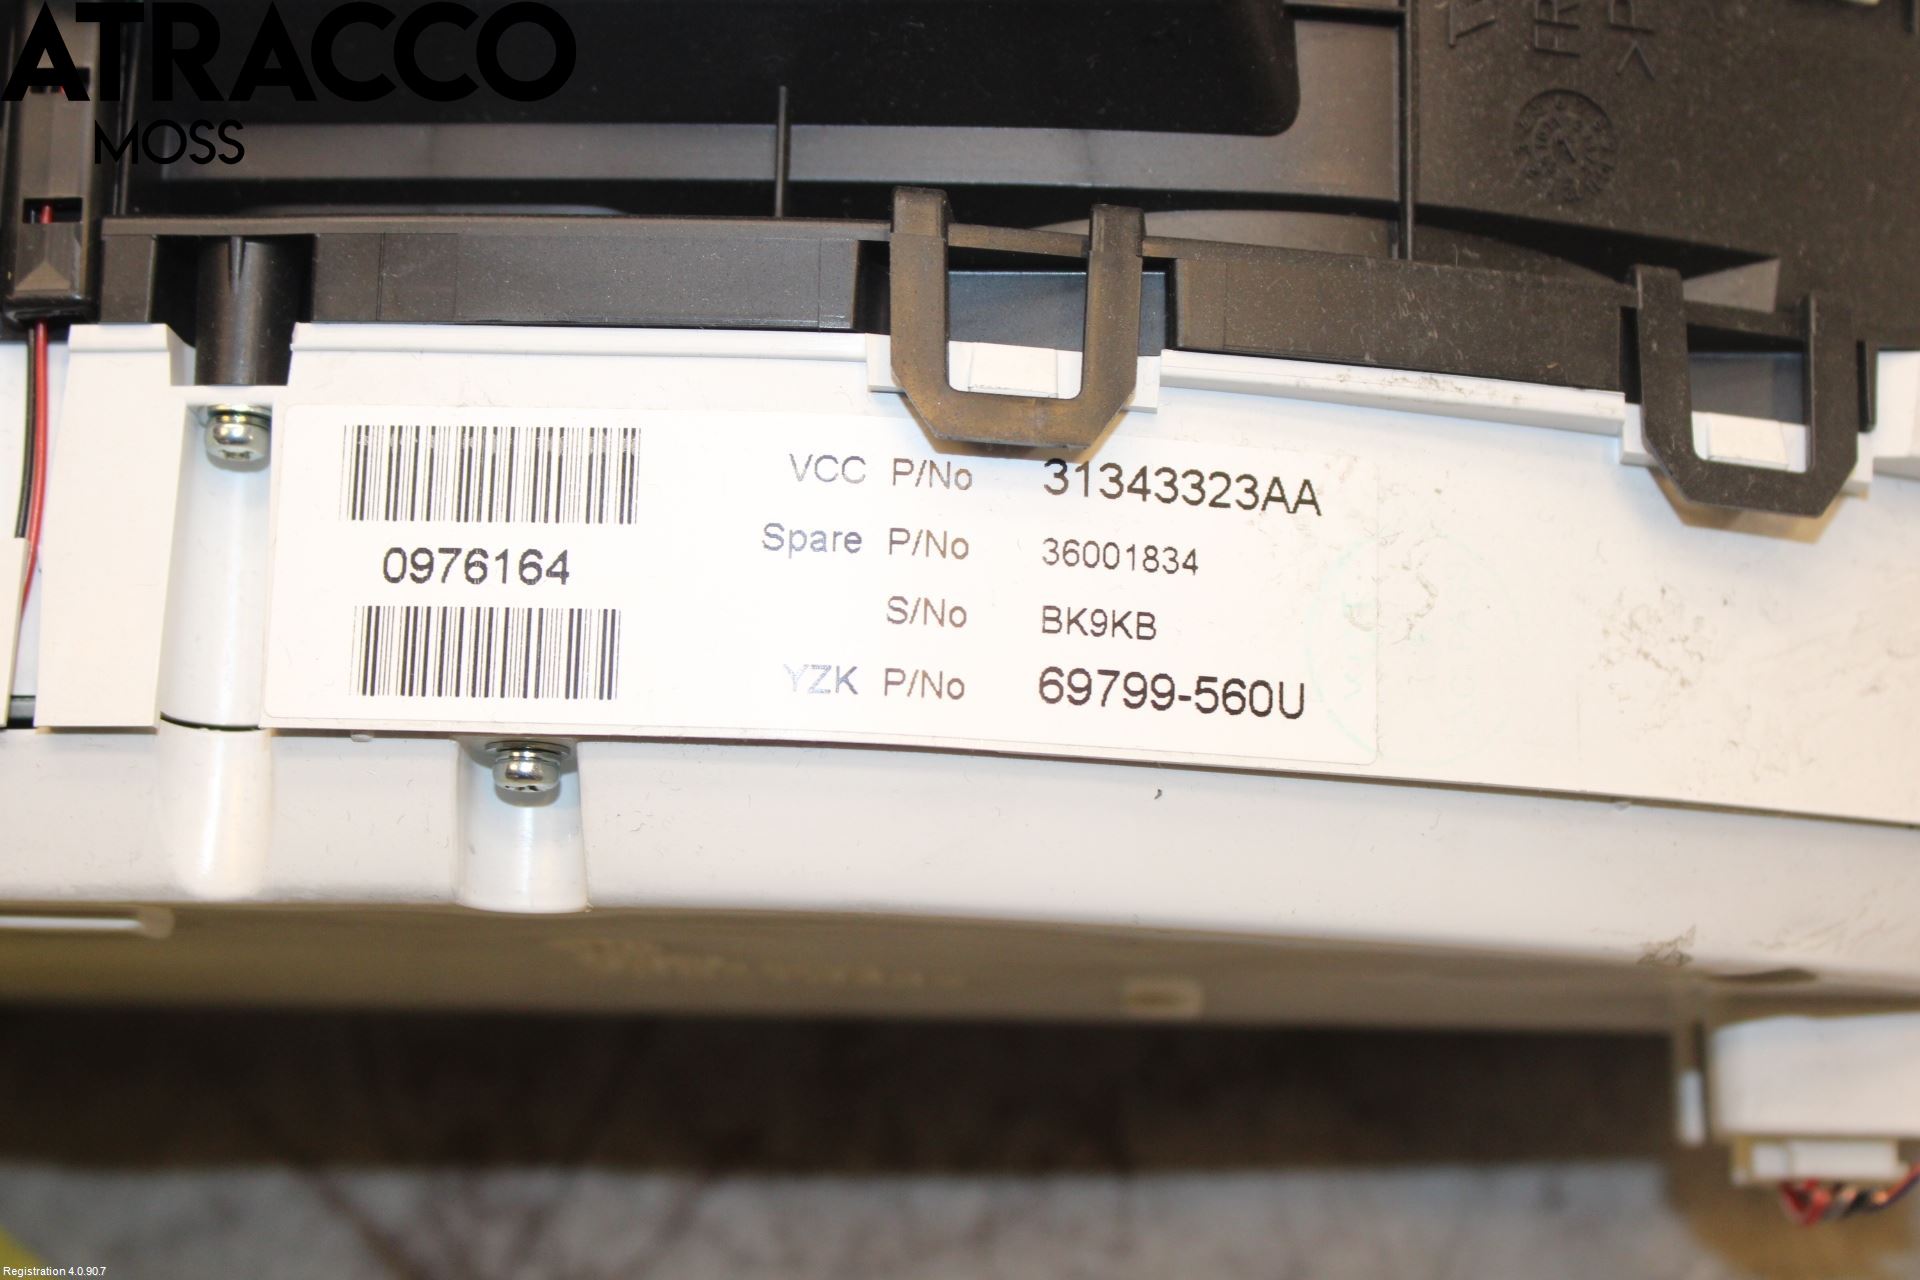 ATRACCO
MOSS
VCC P/No 31343323AA
Spare P/No 36001834
0976164
S/No BK9KB
YZK P/No 69799-560U
Registration 4.0.90.7